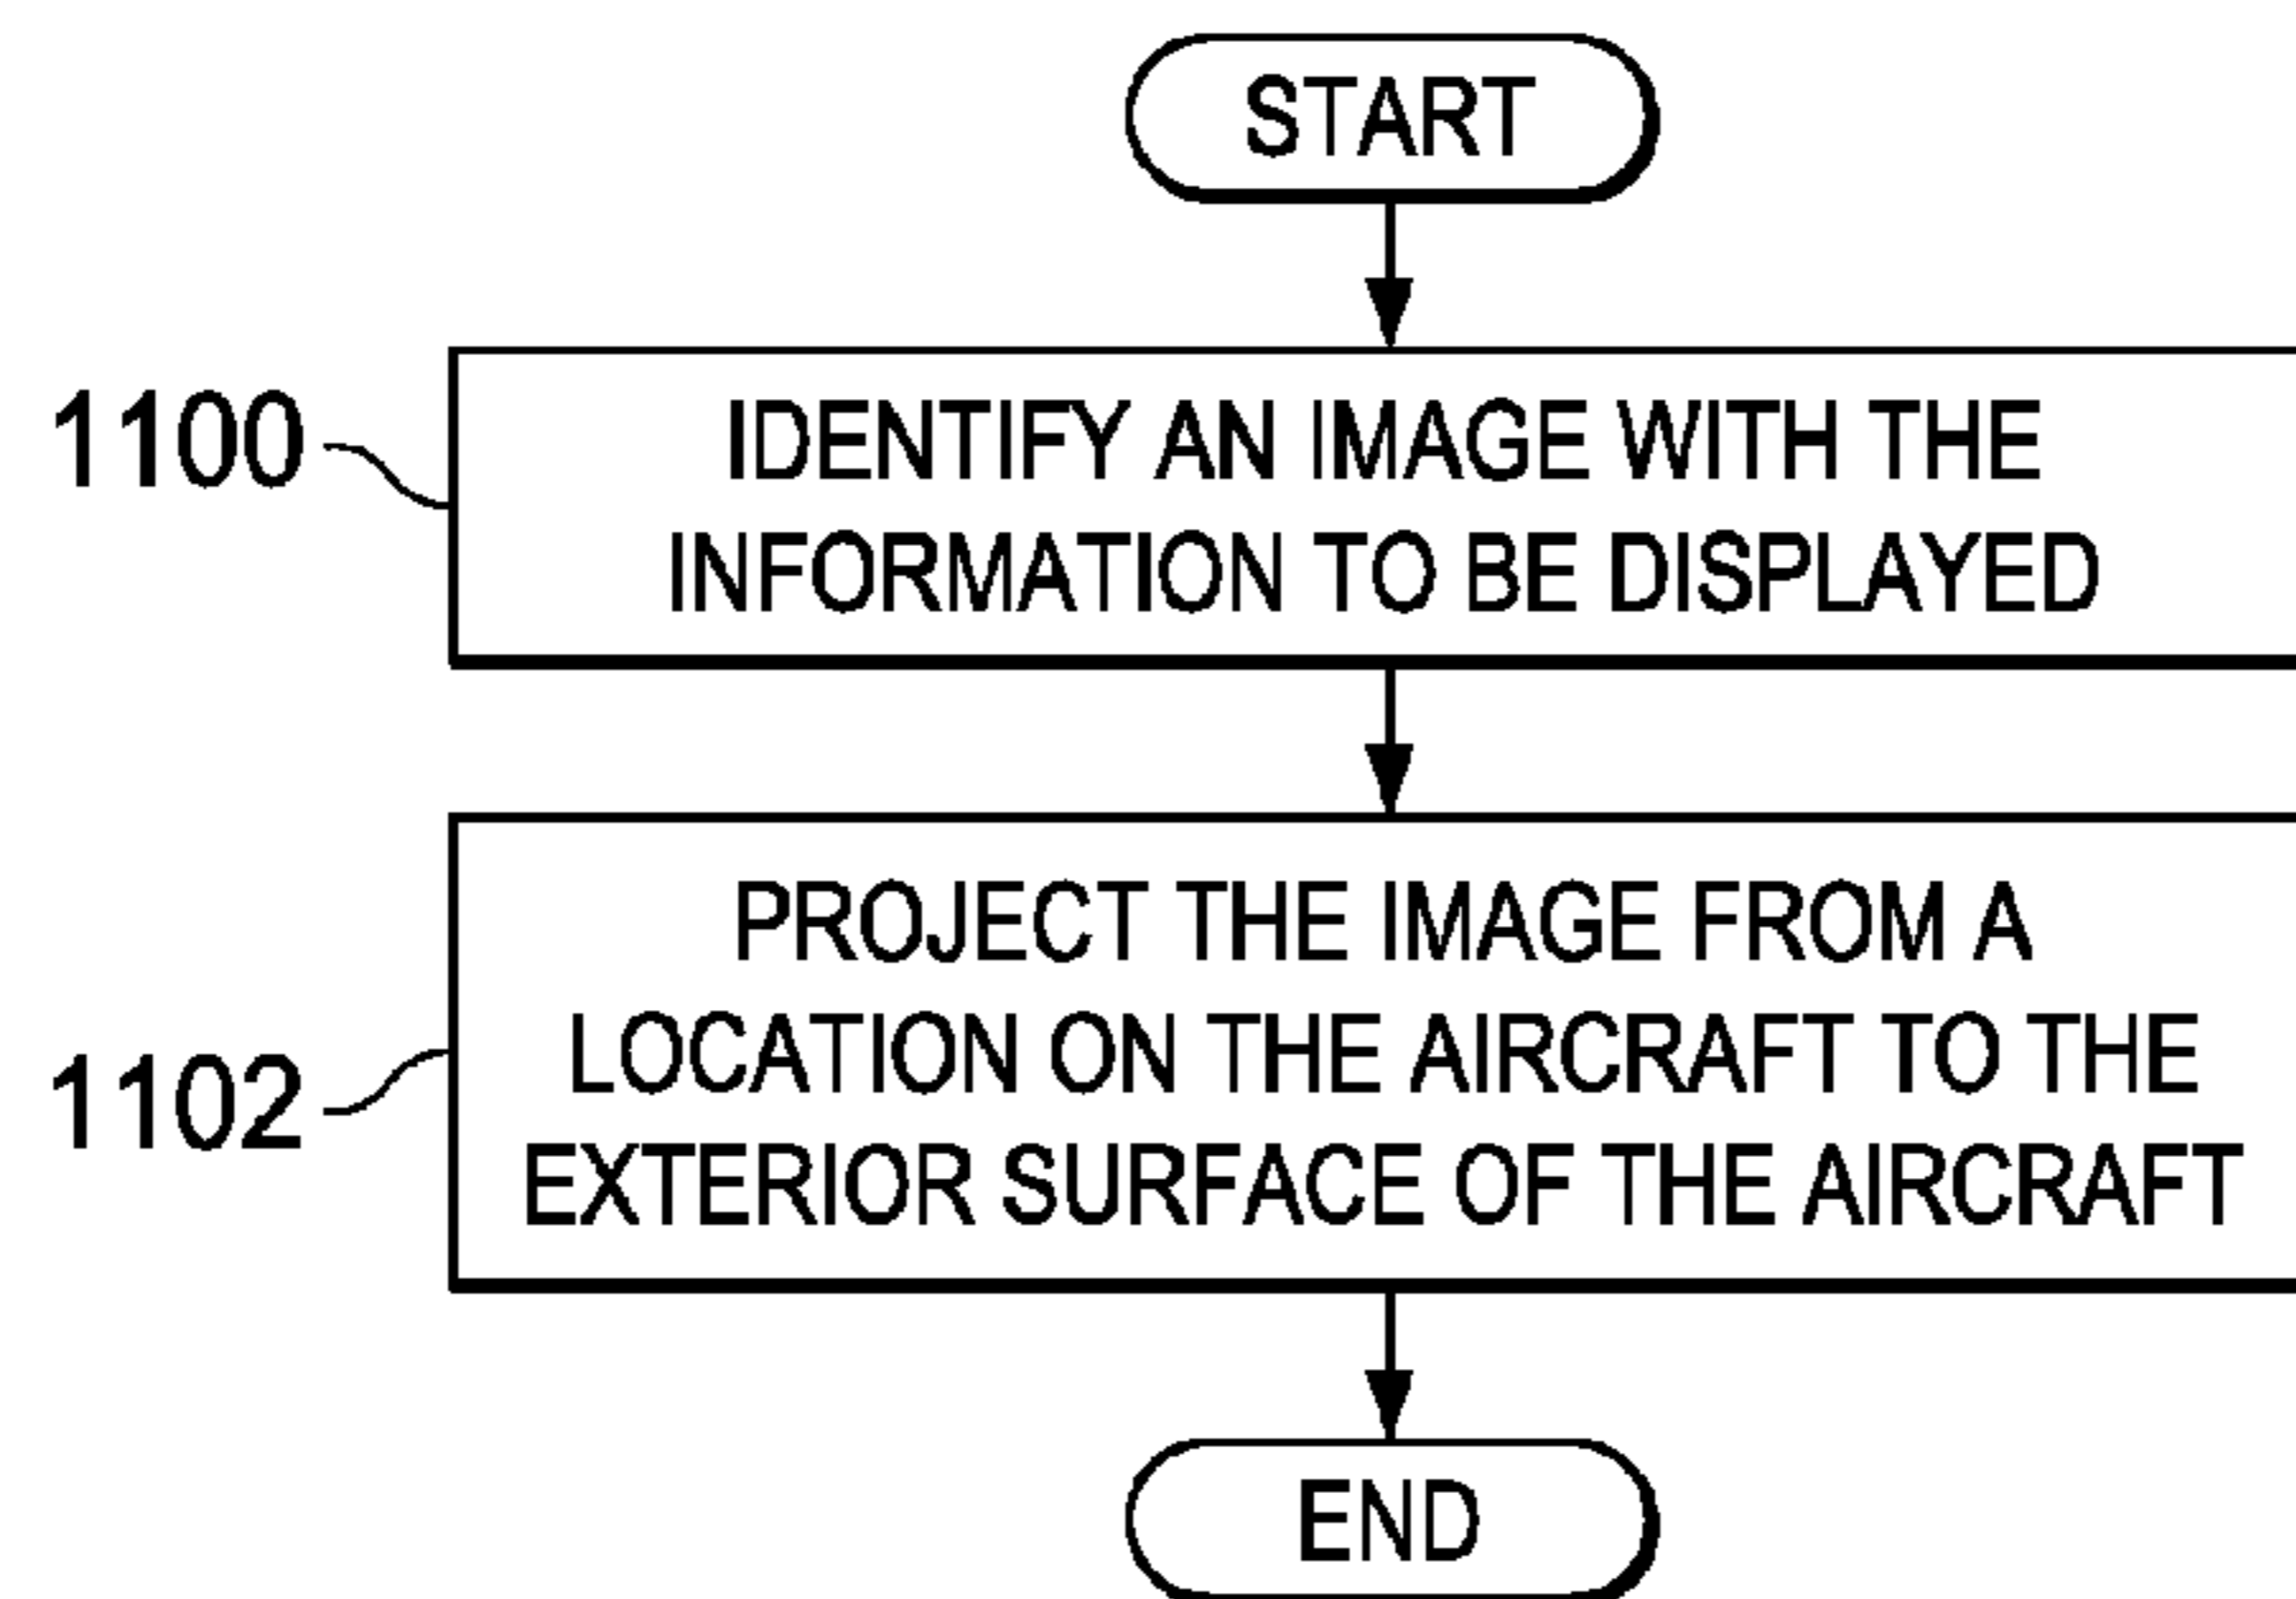 START
1100
IDENTIFY AN IMAGE WITH THE
INFORMATION TO BE DISPLAYED
1102
PROJECT THE IMAGE FROM A
LOCATION ON THE AIRCRAFT TO THE
EXTERIOR SURFACE OF THE AIRCRAFT
END